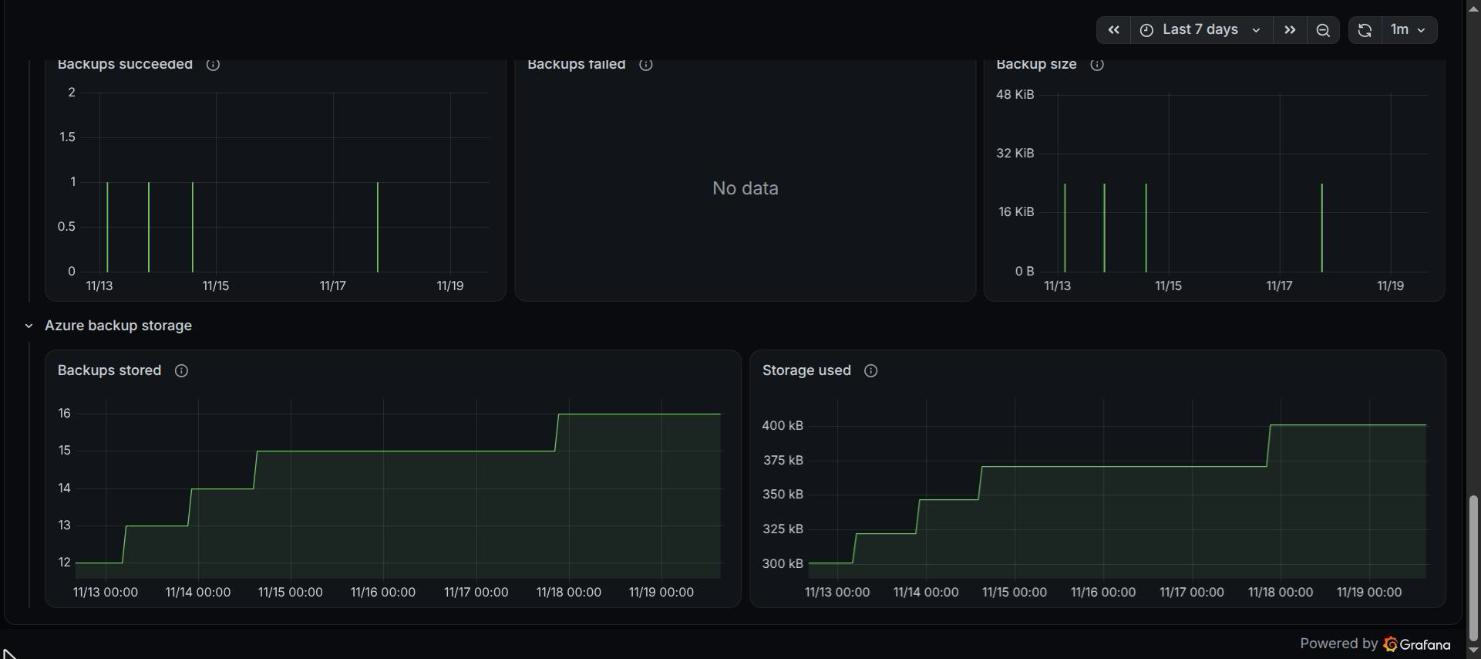 Last 7 days 1m
Backups succeeded
2
1.5
1
0.5
0
11/13 11/15 11/17 11/19
Backups failed
No data
Backup size
48 KiB
32 KiB
16 KiB
0 B
11/13 11/15 11/17 11/19
Azure backup storage
Backups stored
16
15
14
13
12
11/13 00:00 11/14 00:00 11/15 00:00 11/16 00:00 11/17 00:00 11/18 00:00 11/19 00:00
Storage used
400 kB
375 kB
350 kB
325 kB
300 kB
11/13 00:00 11/14 00:00 11/15 00:00 11/16 00:00 11/17 00:00 11/18 00:00 11/19 00:00
Powered by Grafana